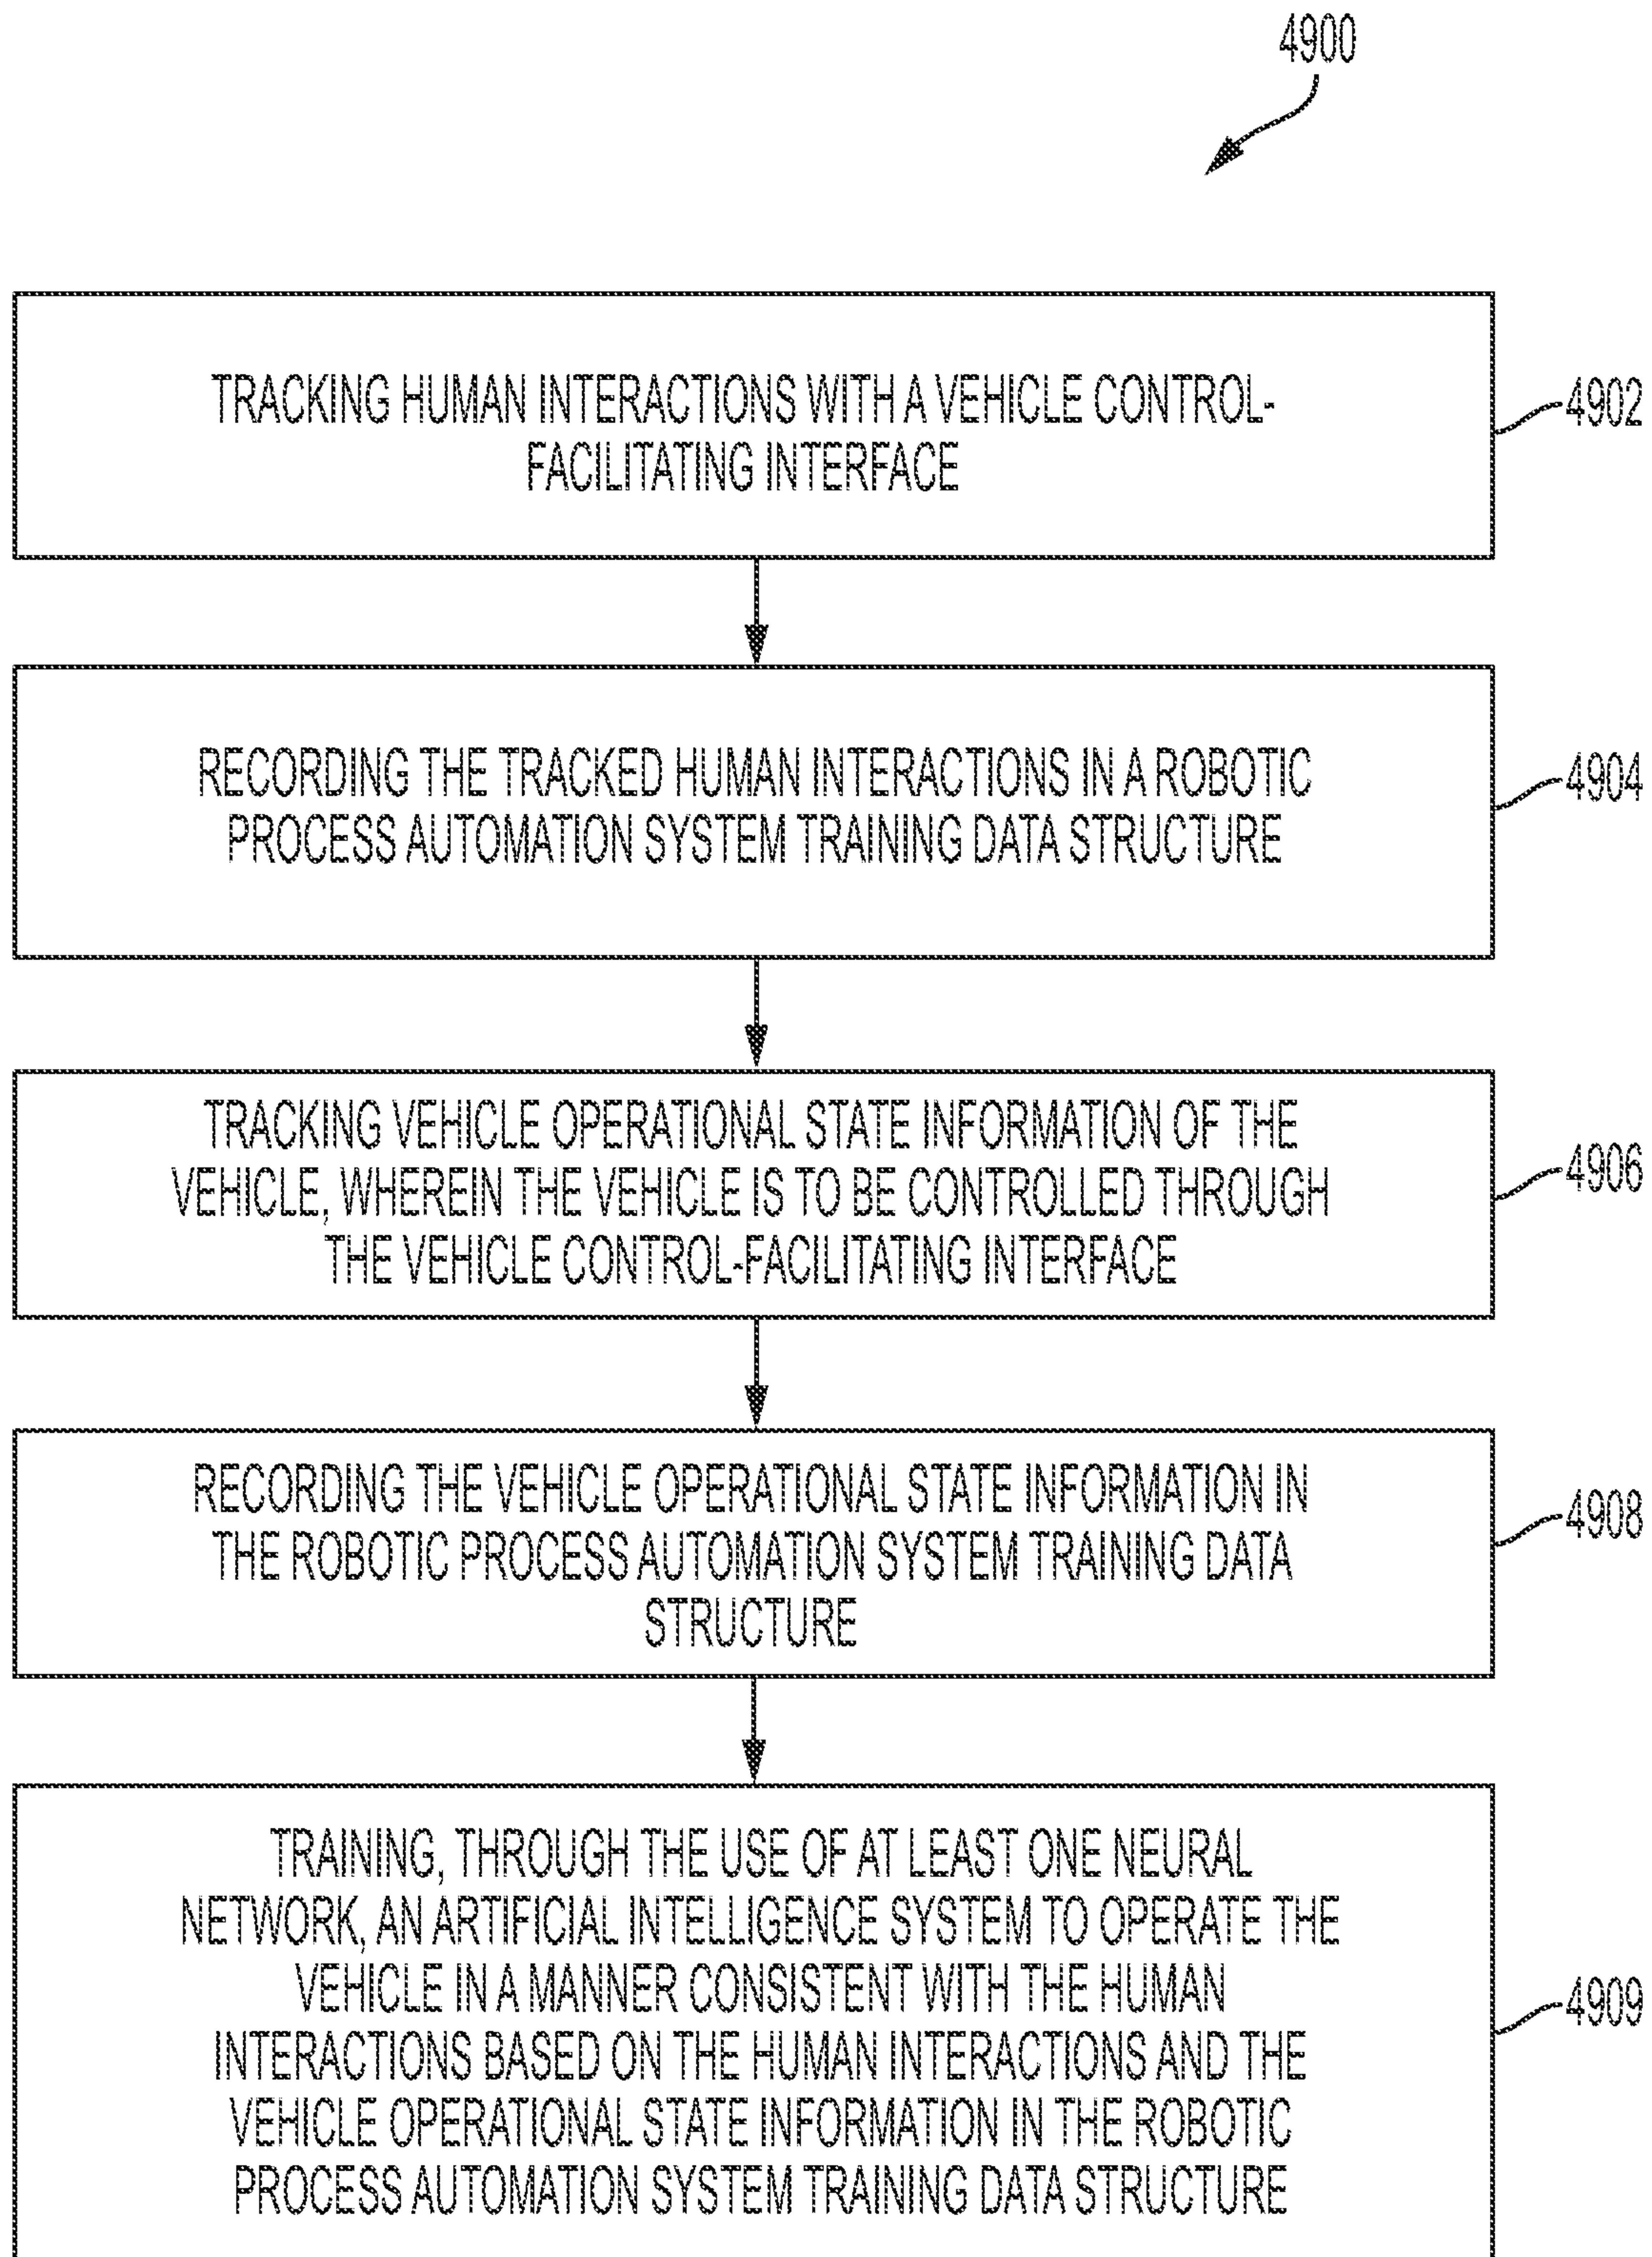 4900
TRACKING HUMAN INTERACTIONS WITH A VEHICLE CONTROL-
FACILITATING INTERFACE
4902
RECORDING THE TRACKED HUMAN INTERACTIONS IN A ROBOTIC
PROCESS AUTOMATION SYSTEM TRAINING DATA STRUCTURE
4904
TRACKING VEHICLE OPERATIONAL STATE INFORMATION OF THE
VEHICLE, WHEREIN THE VEHICLE IS TO BE CONTROLLED THROUGH
THE VEHICLE CONTROL-FACILITATING INTERFACE
4906
RECORDING THE VEHICLE OPERATIONAL STATE INFORMATION IN
THE ROBOTIC PROCESS AUTOMATION SYSTEM TRAINING DATA
STRUCTURE
4908
TRAINING, THROUGH THE USE OF AT LEAST ONE NEURAL
NETWORK, AN ARTIFICIAL INTELLIGENCE SYSTEM TO OPERATE THE
VEHICLE IN A MANNER CONSISTENT WITH THE HUMAN
INTERACTIONS BASED ON THE HUMAN INTERACTIONS AND THE
VEHICLE OPERATIONAL STATE INFORMATION IN THE ROBOTIC
PROCESS AUTOMATION SYSTEM TRAINING DATA STRUCTURE
4909